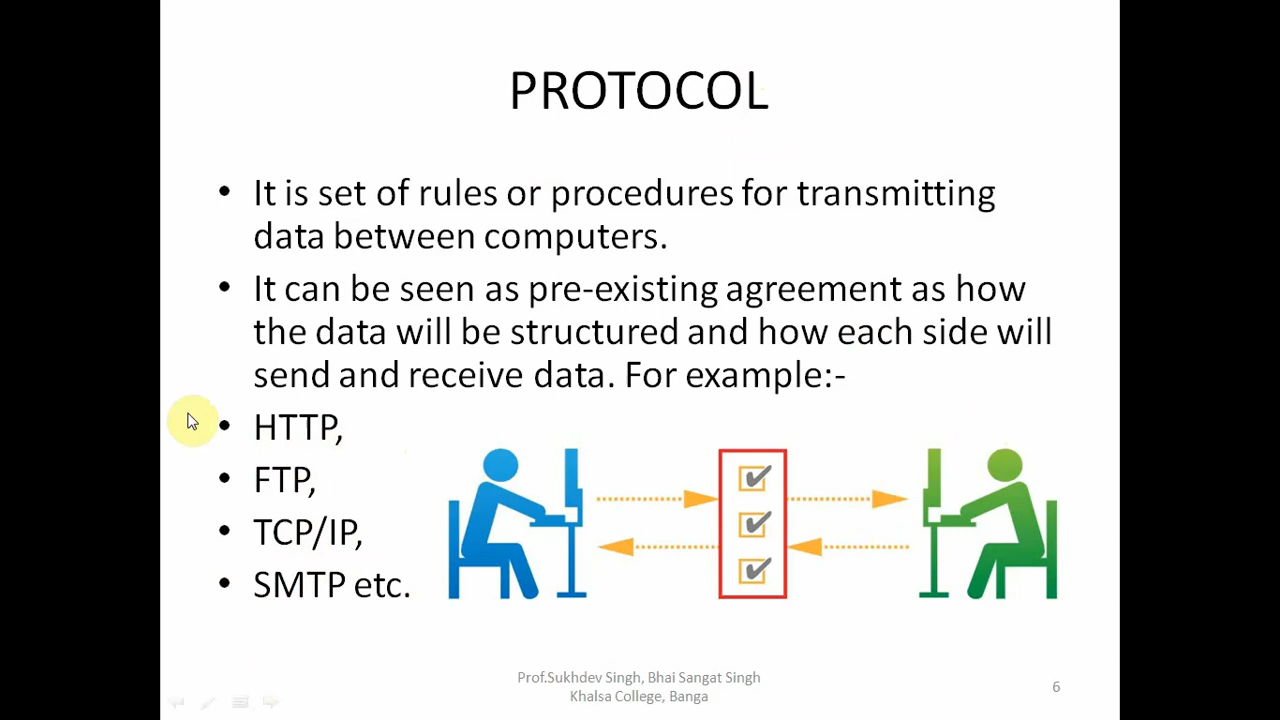 PROTOCOL
• It is set of rules or procedures for transmitting
data between computers.
• It can be seen as pre-existing agreement as how
the data will be structured and how each side will
send and receive data. For example:-
• HTTP,
• FTP,
• TCP/IP,
• SMTP etc.
Prof.Sukhdev Singh, Bhai Sangat Singh
Khalsa College, Banga
6